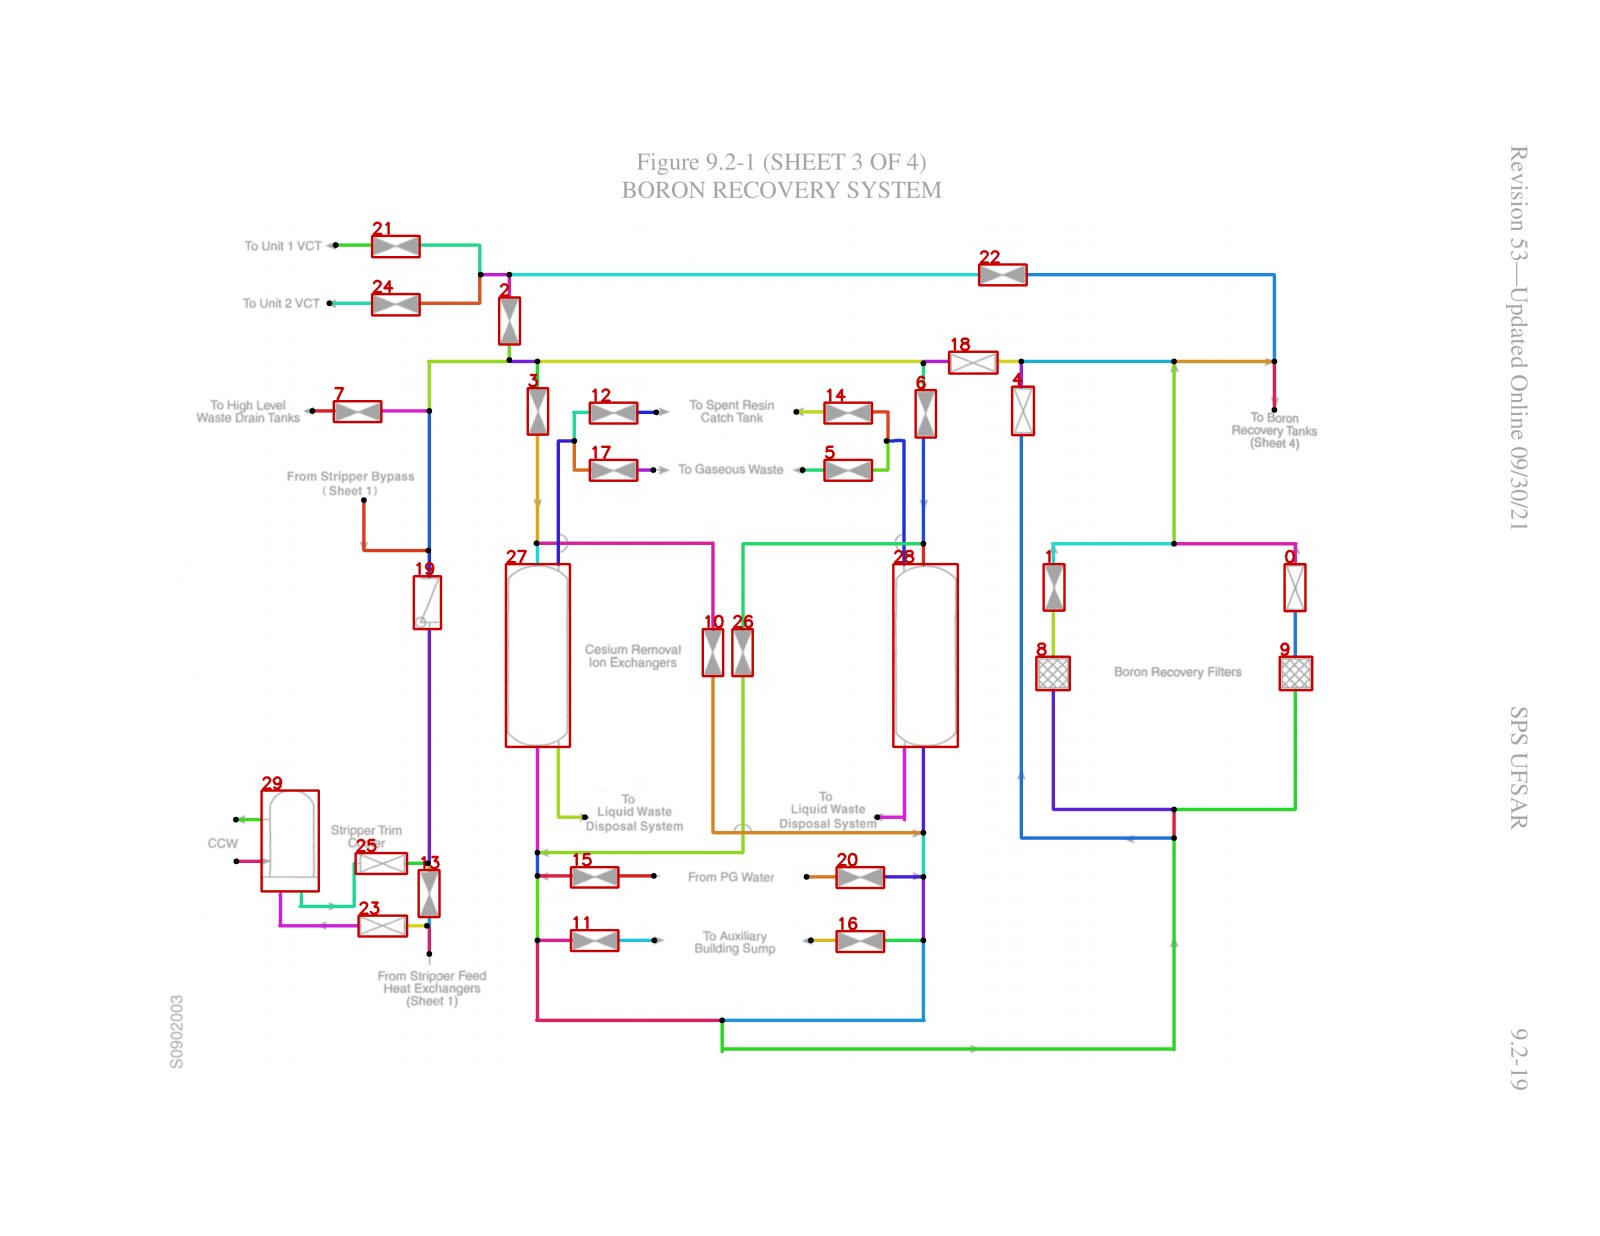 Figure 9.2-1 (SHEET 3 OF 4)
BORON RECOVERY SYSTEM
Revision 53—Updated Online 09/30/21
SPS UFSAR
9.2-19
21
To Unit 1 VCT
22
24
To Unit 2 VCT
2
18
3
6
4
7
12
14
To High Level
Waste Drain Tanks
To Spent Resin
Catch Tank
To Boron
Recovery Tanks
(Sheet 4)
17
5
To Gaseous Waste
From Stripper Bypass
(Sheet 1)
27
28
1
0
19
10
26
Cesium Removal
Ion Exchangers
8
9
Boron Recovery Filters
29
To
Liquid Waste
Disposal System
To
Liquid Waste
Disposal System
Stripper Trim
CCW
25
13
15
20
From PG Water
23
11
16
To Auxiliary
Building Sump
From Stripper Feed
Heat Exchangers
(Sheet 1)
S0902003